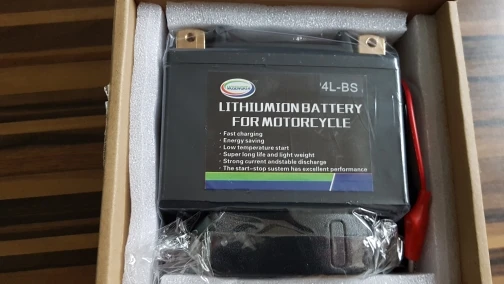 4L-BS
LITHIUMION BATTERY
FOR MOTORCYCLE
· Fast charging
· Energy saving
· Low temperature start
· Super long life and light weight
· Strong current andstable discharge
· The start-stop sustem has excellent performance